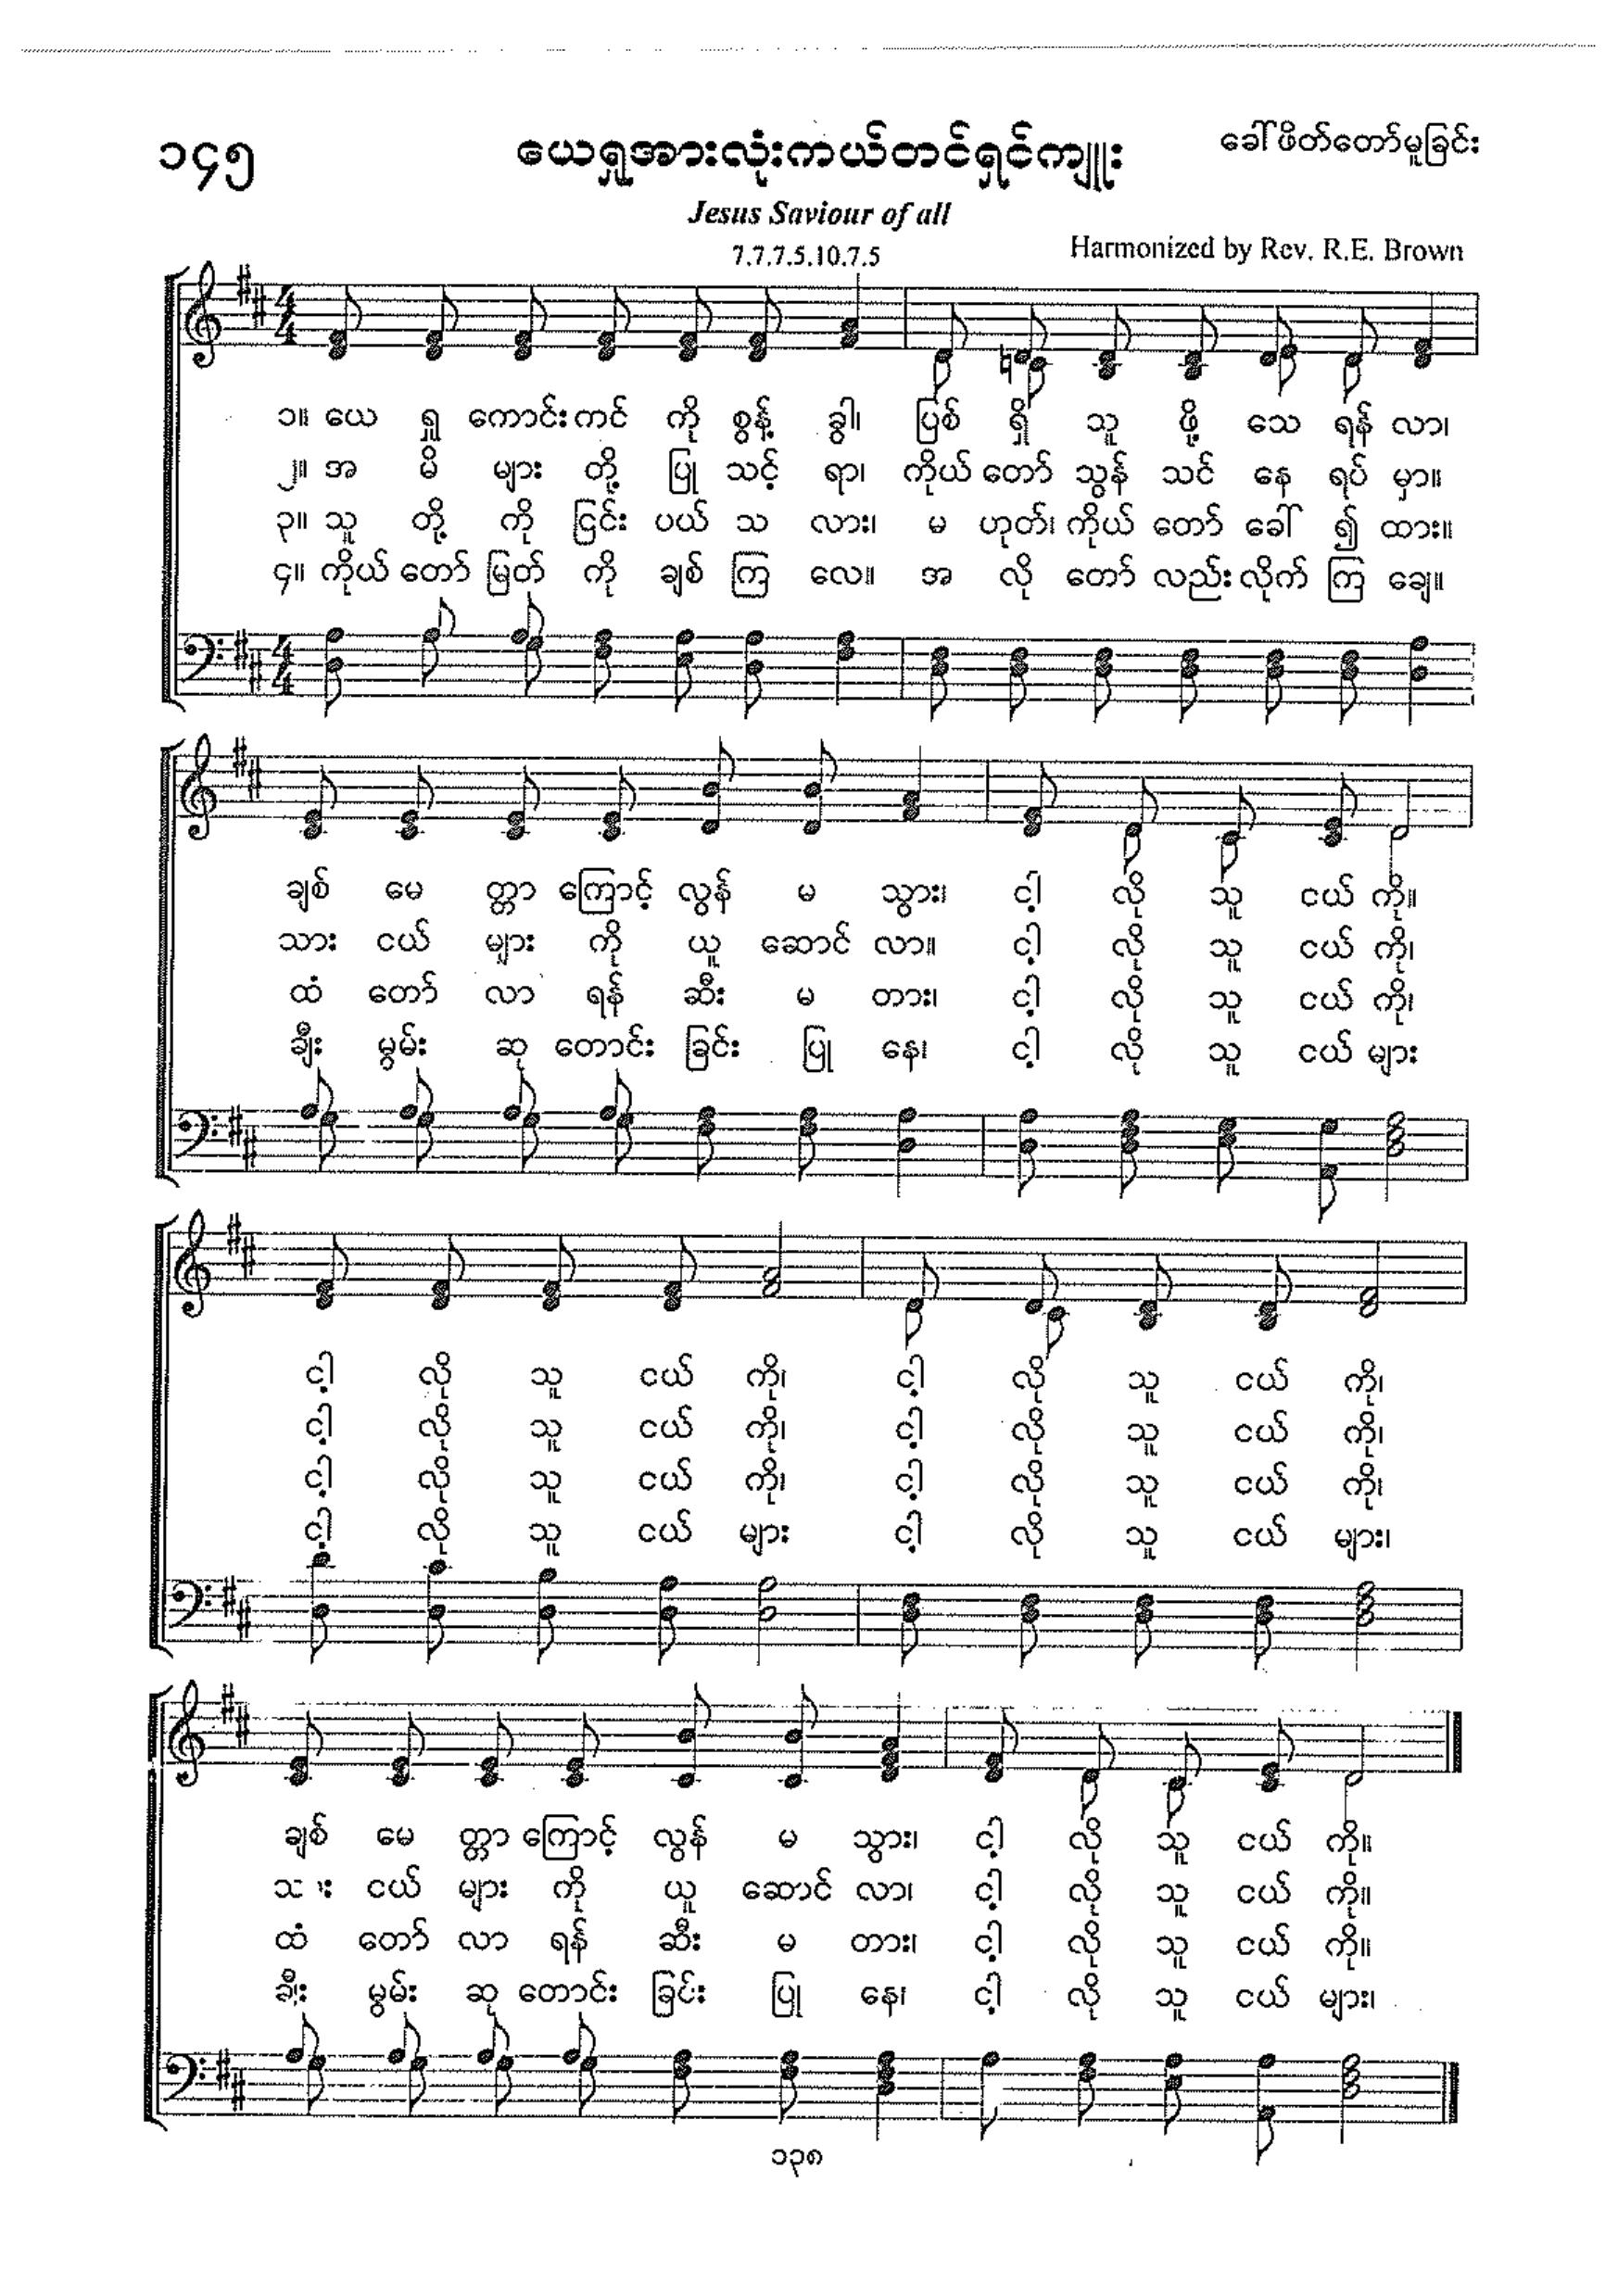 ၁၄၅
ယေရှုအားလုံးကယ်တင်ရှင်ကျူး
ခေါ်ဖိတ်တော်မူခြင်း
Jesus Saviour of all
7.7.7.5.10.7.5
Harmonized by Rev. R.E. Brown
၁။ ယေ ရှု ကောင်း ကင် ကို စွန့် ခွါ၊ ပြစ် ရှိ သူ ဖို့ သေ ရန် လာ၊
၂။ အ မိ များ တို့ ပြု သင့် ရာ၊ ကိုယ် တော် သွန် သင် နေ ရပ် မှာ။
၃။ သူ တို့ ကို ငြင်း ပယ် သ လား၊ မ ဟုတ်၊ ကိုယ် တော် ခေါ် ၍ ထား။
၄။ ကိုယ် တော် မြတ် ကို ချစ် ကြ လေ။ အ လို တော် လည်း လိုက် ကြ ချေ။
ချစ် မေ တ္တာ ကြောင့် လွန် မ သွား၊ ငါ့ လို သူ ငယ် ကို။
သား ငယ် များ ကို ယူ ဆောင် လာ။ ငါ့ လို သူ ငယ် ကို၊
ထံ တော် လာ ရန် ဆီး မ တား၊ ငါ့ လို သူ ငယ် ကို၊
ချီး မွမ်း ဆု တောင်း ခြင်း ပြု နေ၊ ငါ့ လို သူ ငယ် များ
ငါ့ လို သူ ငယ် ကို၊ ငါ့ လို သူ ငယ် ကို၊
ငါ့ လို သူ ငယ် ကို၊ ငါ့ လို သူ ငယ် ကို၊
ငါ့ လို သူ ငယ် ကို၊ ငါ့ လို သူ ငယ် ကို၊
ငါ့ လို သူ ငယ် များ ငါ့ လို သူ ငယ် များ၊
ချစ် မေ တ္တာ ကြောင့် လွန် မ သွား၊ ငါ့ လို သူ ငယ် ကို။
သား ငယ် များ ကို ယူ ဆောင် လာ၊ ငါ့ လို သူ ငယ် ကို။
ထံ တော် လာ ရန် ဆီး မ တား၊ ငါ့ လို သူ ငယ် ကို။
ချီး မွမ်း ဆု တောင်း ခြင်း ပြု နေ၊ ငါ့ လို သူ ငယ် များ၊
၁၃၈